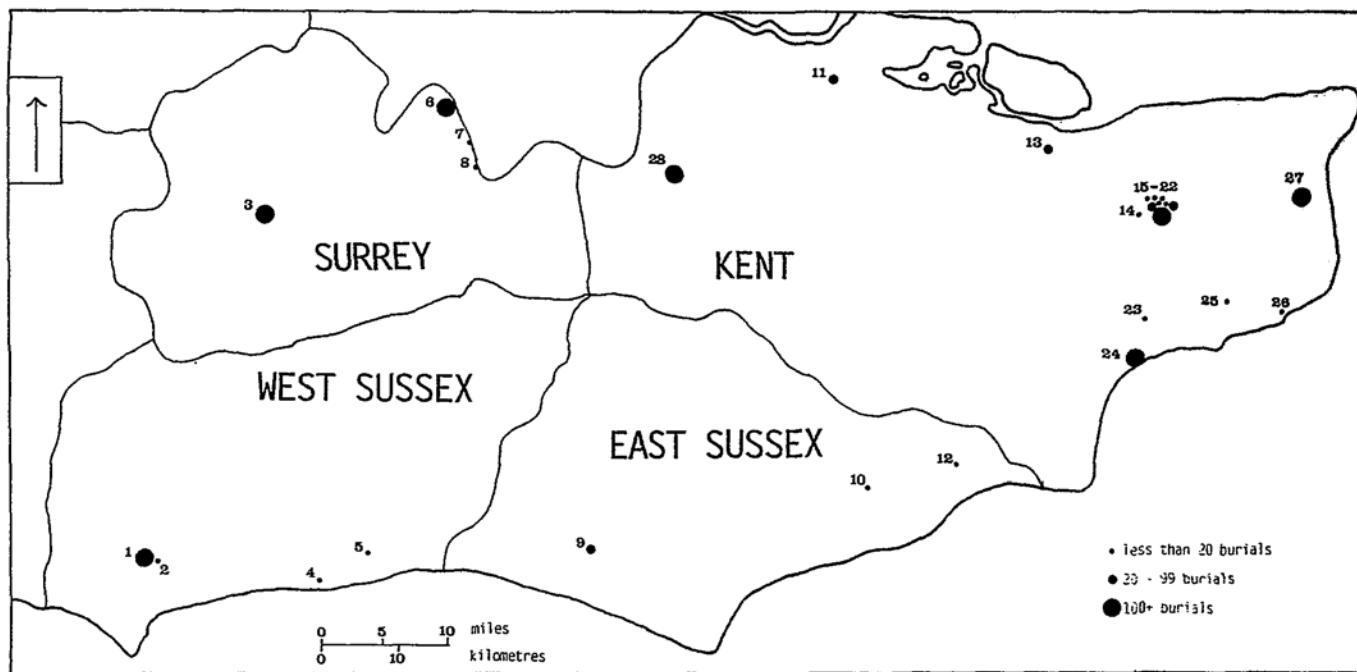 11
6
7
8
28
13
15-22
27
14
3
SURREY
KENT
25
26
23
24
WEST SUSSEX
EAST SUSSEX
12
10
1
2
5
4
9
less than 20 burials
20 - 99 burials
100+ burials
0 5 10 miles
0 10 kilometres